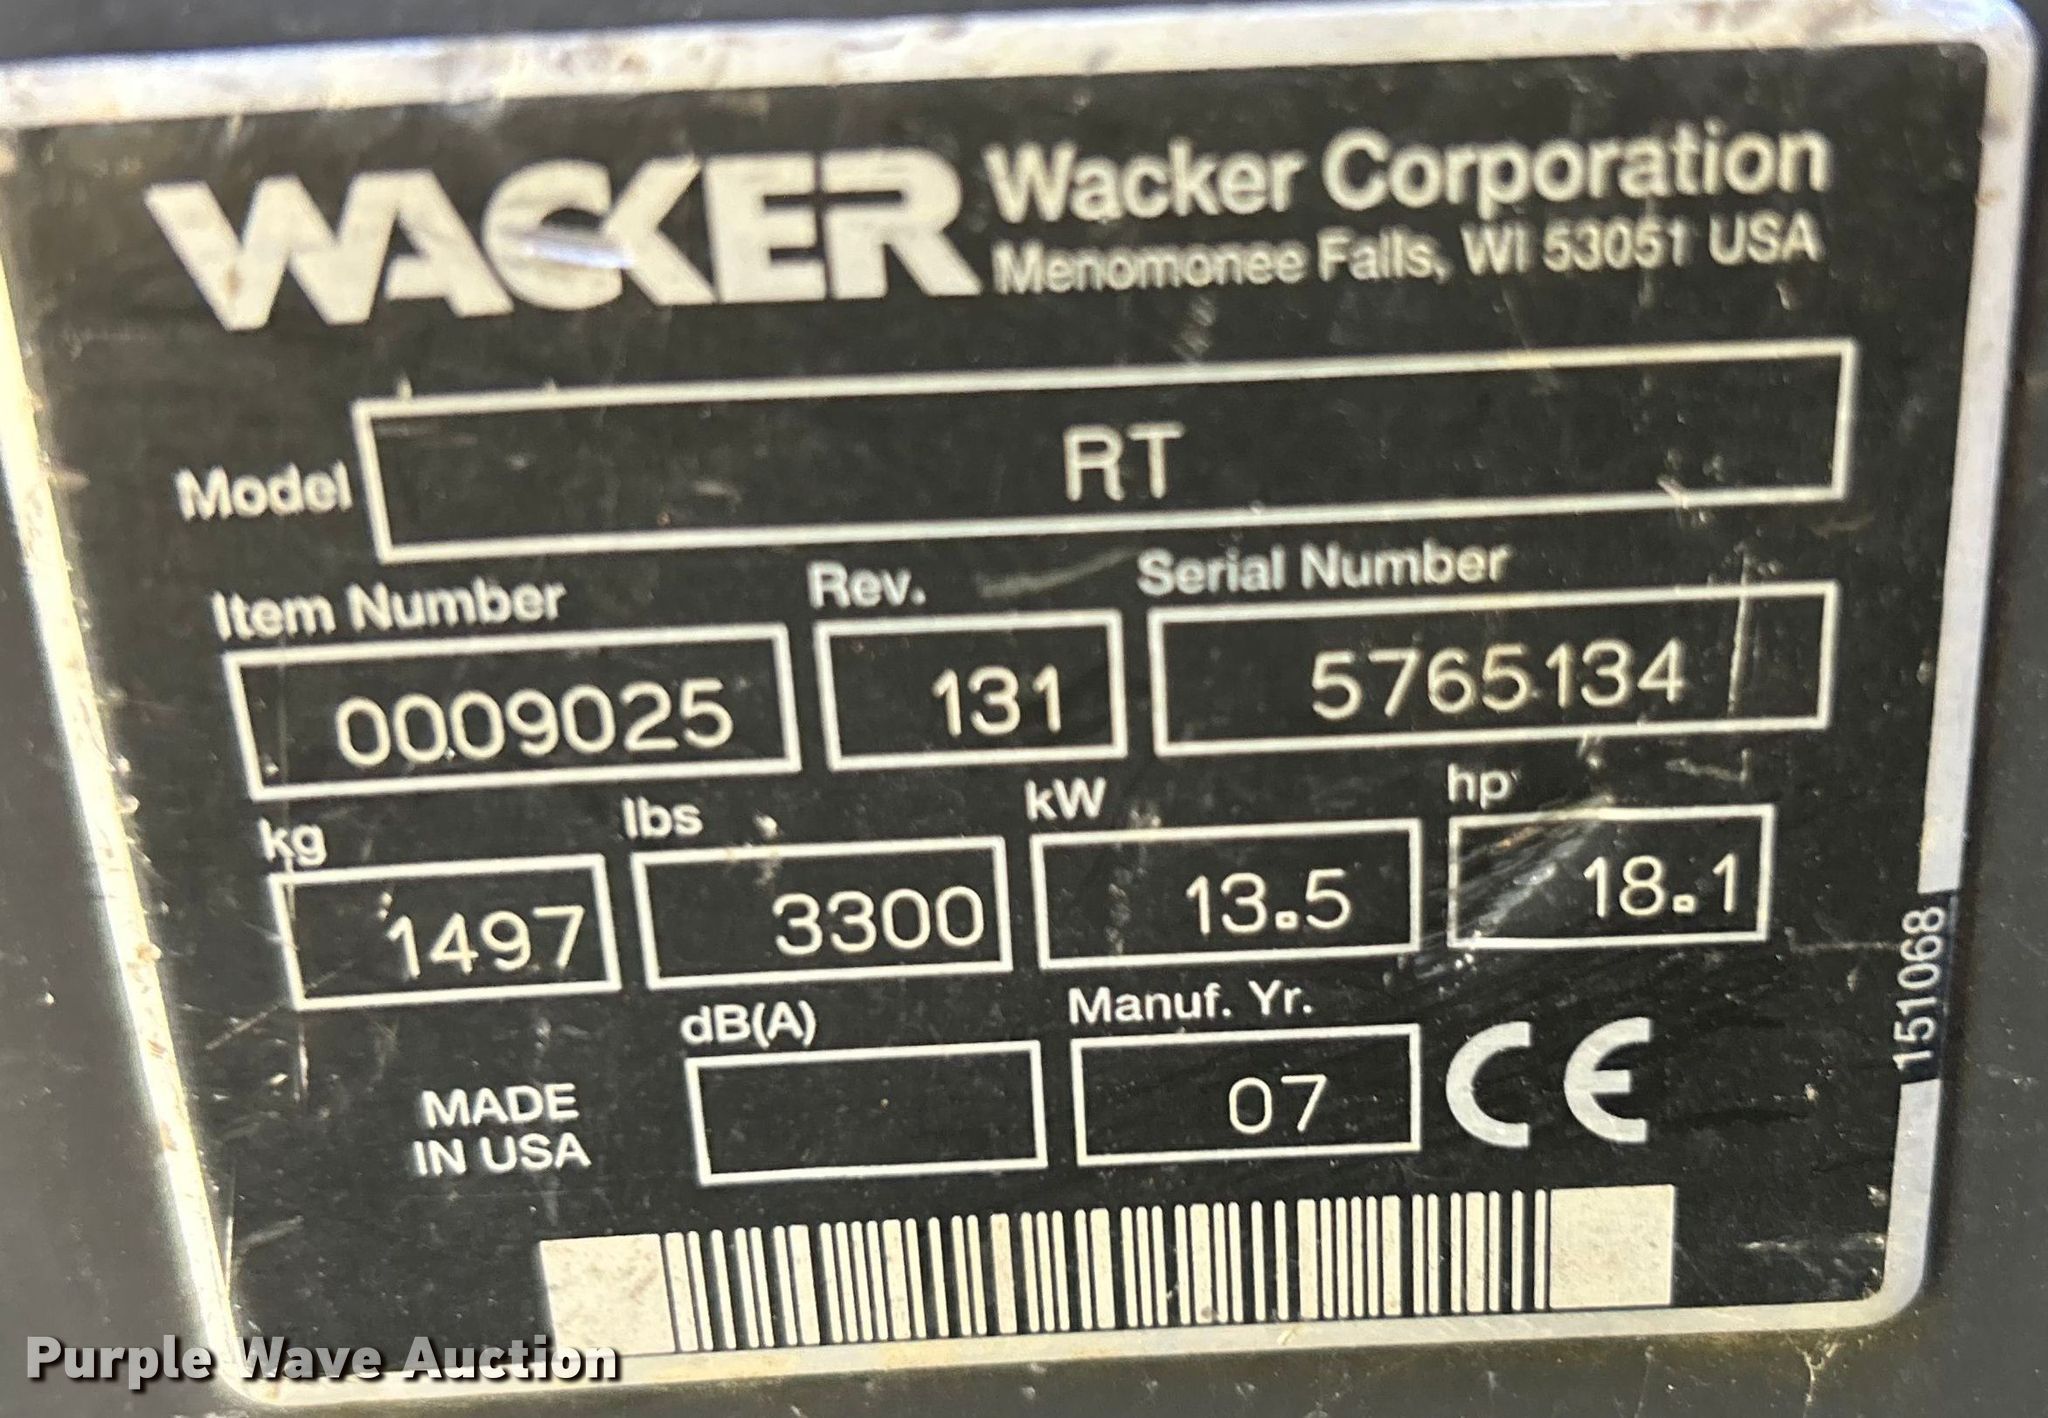 WACKER Wacker Corporation
Menomonee Falls, WI 53051 USA
Model RT
Item Number Rev. Serial Number
0009025 131 5765134
kg lbs kW hp
1497 3300 13.5 18.1
dB(A) Manuf. Yr.
MADE
IN USA
07 CE
151068
Purple Wave Auction